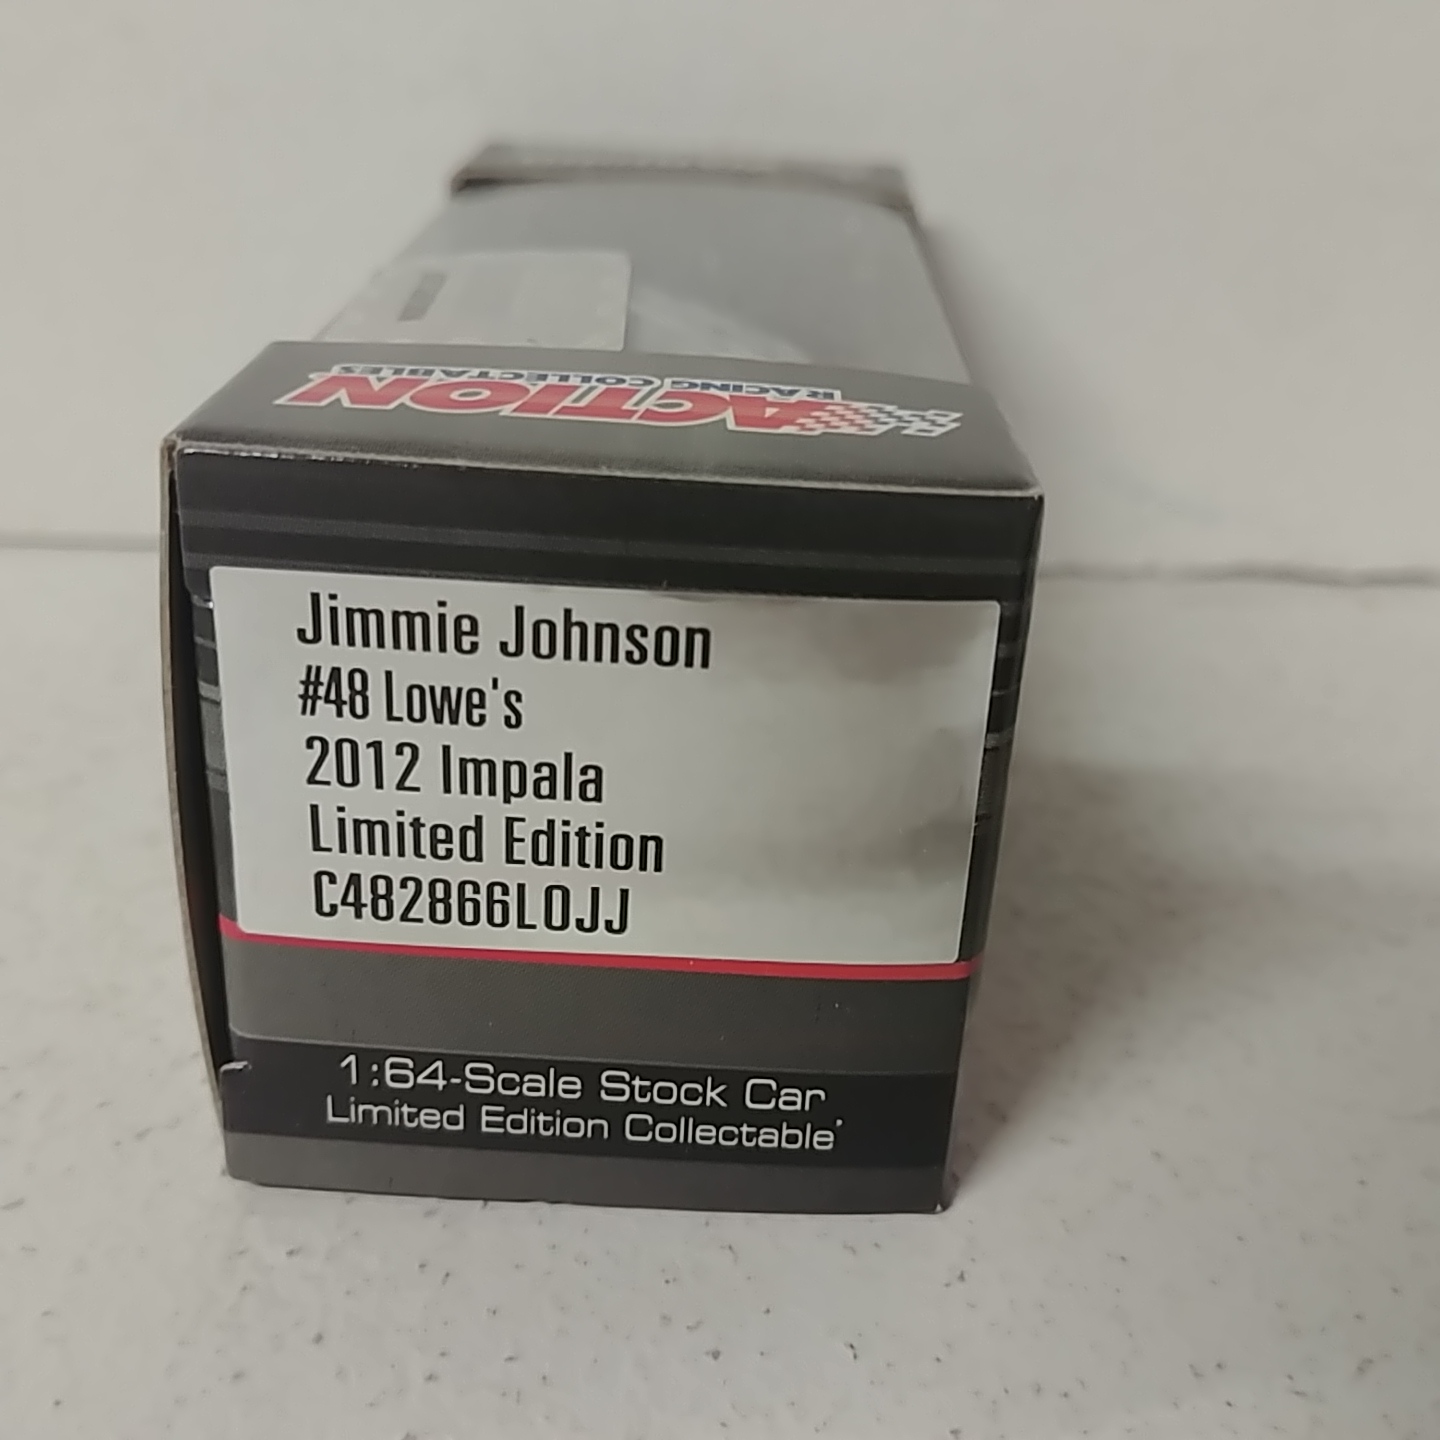 ACTION
RACING COLLECTABLES
Jimmie Johnson
#48 Lowe's
2012 Impala
Limited Edition
C482866LOJJ
1:64-Scale Stock Car
Limited Edition Collectable